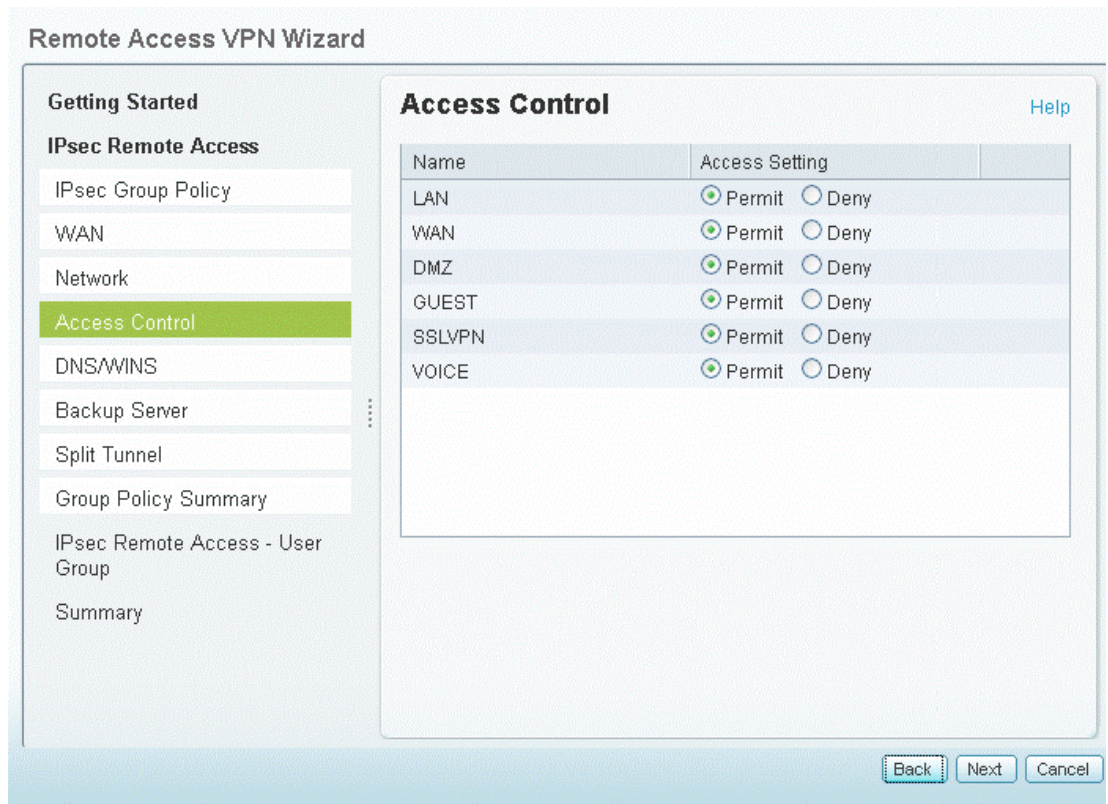 Remote Access VPN Wizard
Getting Started
IPsec Remote Access
IPsec Group Policy
WAN
Network
Access Control
DNS/WINS
Backup Server
Split Tunnel
Group Policy Summary
IPsec Remote Access - User
Group
Summary
Access Control
Help
Name Access Setting
LAN Permit Deny
WAN Permit Deny
DMZ Permit Deny
GUEST Permit Deny
SSLVPN Permit Deny
VOICE Permit Deny
Back Next Cancel